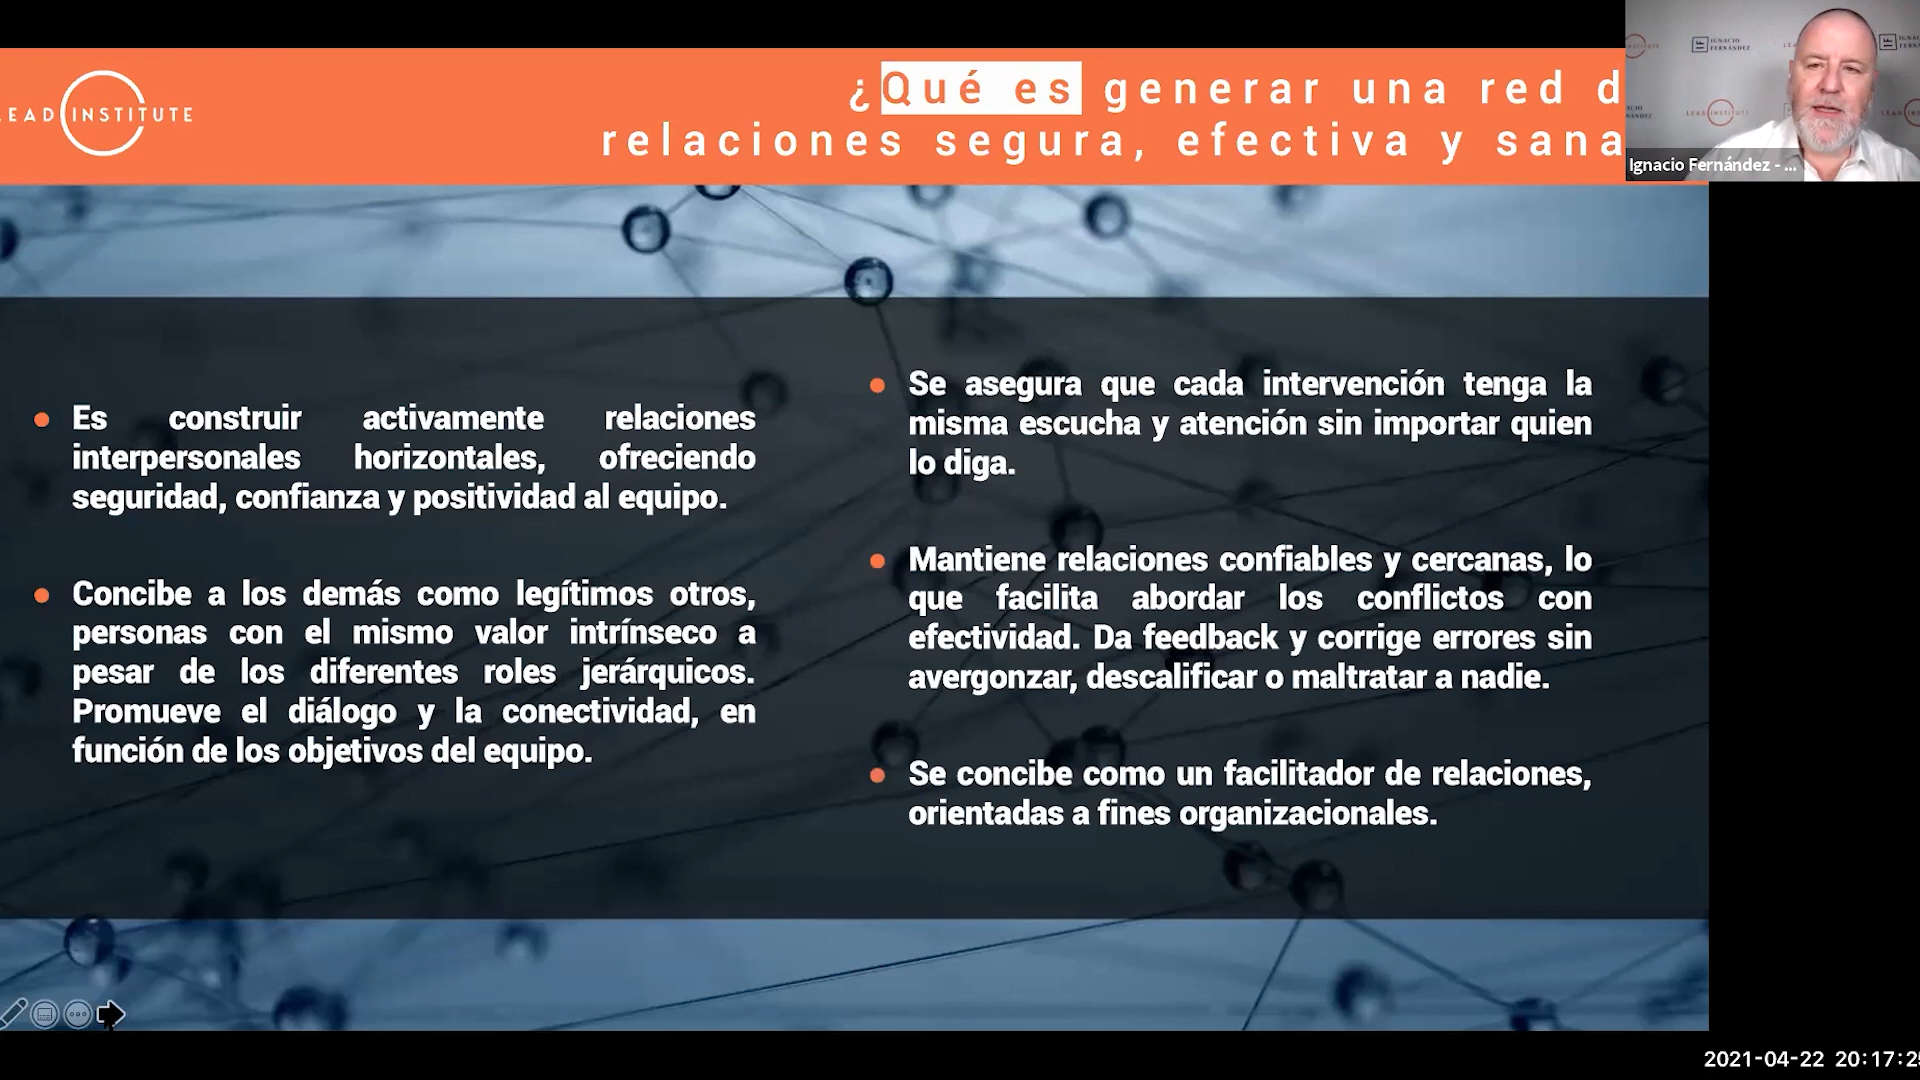 LEAD INSTITUTE
¿Qué es generar una red d
relaciones segura, efectiva y sana
IGNACIO
FERNÁNDEZ
Ignacio Fernández - ...
Es construir activamente relaciones
interpersonales horizontales, ofreciendo
seguridad, confianza y positividad al equipo.
Concibe a los demás como legítimos otros,
personas con el mismo valor intrínseco a
pesar de los diferentes roles jerárquicos.
Promueve el diálogo y la conectividad, en
función de los objetivos del equipo.
Se asegura que cada intervención tenga la
misma escucha y atención sin importar quien
lo diga.
Mantiene relaciones confiables y cercanas, lo
que facilita abordar los conflictos con
efectividad. Da feedback y corrige errores sin
avergonzar, descalificar o maltratar a nadie.
Se concibe como un facilitador de relaciones,
orientadas a fines organizacionales.
2021-04-22 20:17:25